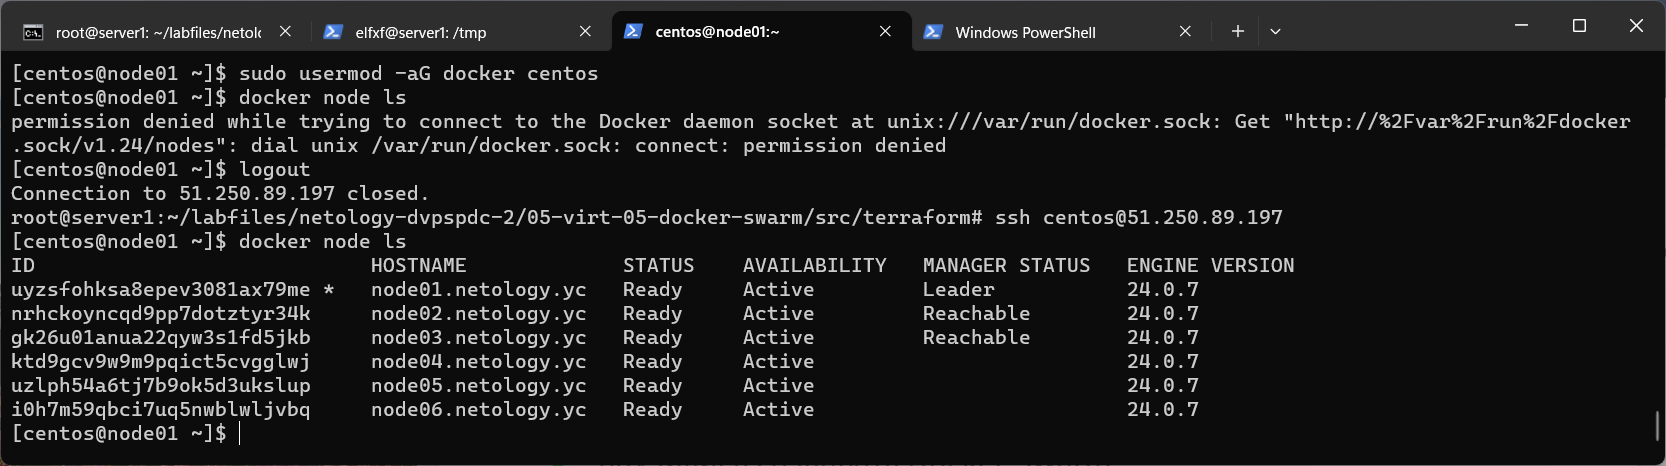 root@server1: ~/labfiles/netolo
elfxf@server1: /tmp
centos@node01:~
Windows PowerShell
[centos@node01 ~]$ sudo usermod -aG docker centos
[centos@node01 ~]$ docker node ls
permission denied while trying to connect to the Docker daemon socket at unix:///var/run/docker.sock: Get "http://%2Fvar%2Frun%2Fdocker
.sock/v1.24/nodes": dial unix /var/run/docker.sock: connect: permission denied
[centos@node01 ~]$ logout
Connection to 51.250.89.197 closed.
root@server1:~/labfiles/netology-dvpspdc-2/05-virt-05-docker-swarm/src/terraform# ssh centos@51.250.89.197
[centos@node01 ~]$ docker node ls
ID                            HOSTNAME             STATUS    AVAILABILITY   MANAGER STATUS   ENGINE VERSION
uyzsfohksa8epev3081ax79me *   node01.netology.yc   Ready     Active         Leader           24.0.7
nrhckoyncqd9pp7dotztyr34k     node02.netology.yc   Ready     Active         Reachable        24.0.7
gk26u01anua22qyw3s1fd5jkb     node03.netology.yc   Ready     Active         Reachable        24.0.7
ktd9gcv9w9m9pqict5cvgglwj     node04.netology.yc   Ready     Active                          24.0.7
uzlph54a6tj7b9ok5d3ukslup     node05.netology.yc   Ready     Active                          24.0.7
i0h7m59qbci7uq5nwblwljvbq     node06.netology.yc   Ready     Active                          24.0.7
[centos@node01 ~]$